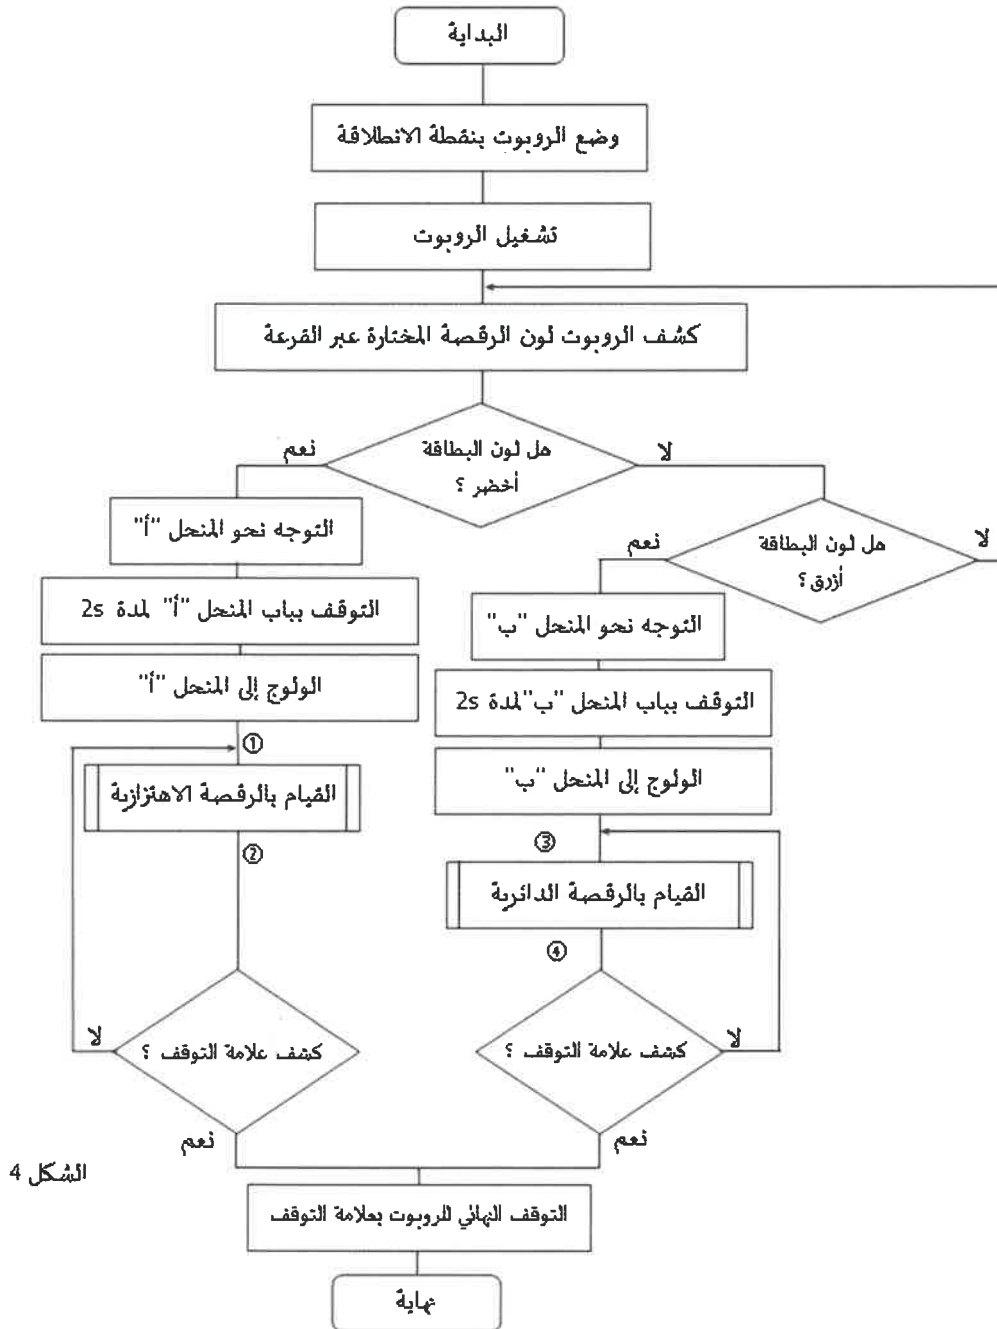 البداية
وضع الروبوت بنقطة الانطلاقة
تشغيل الروبوت
كشف الروبوت لون الرقصة المختارة عبر القرعة
هل لون البطاقة
أخضر ؟
نعم
لا
التوجه نحو المنحل "أ"
التوقف بباب المنحل "أ" لمدة 2s
الولوج إلى المنحل "أ"
①
القيام بالرقصة الاهتزازية
②
كشف علامة التوقف ؟
لا
نعم
هل لون البطاقة
أزرق؟
نعم
لا
التوجه نحو المنحل "ب"
التوقف بباب المنحل "ب"لمدة 2s
الولوج إلى المنحل "ب"
③
القيام بالرقصة الدائرية
④
كشف علامة التوقف ؟
لا
نعم
التوقف النهائي للروبوت بعلامة التوقف
نهاية
الشكل 4